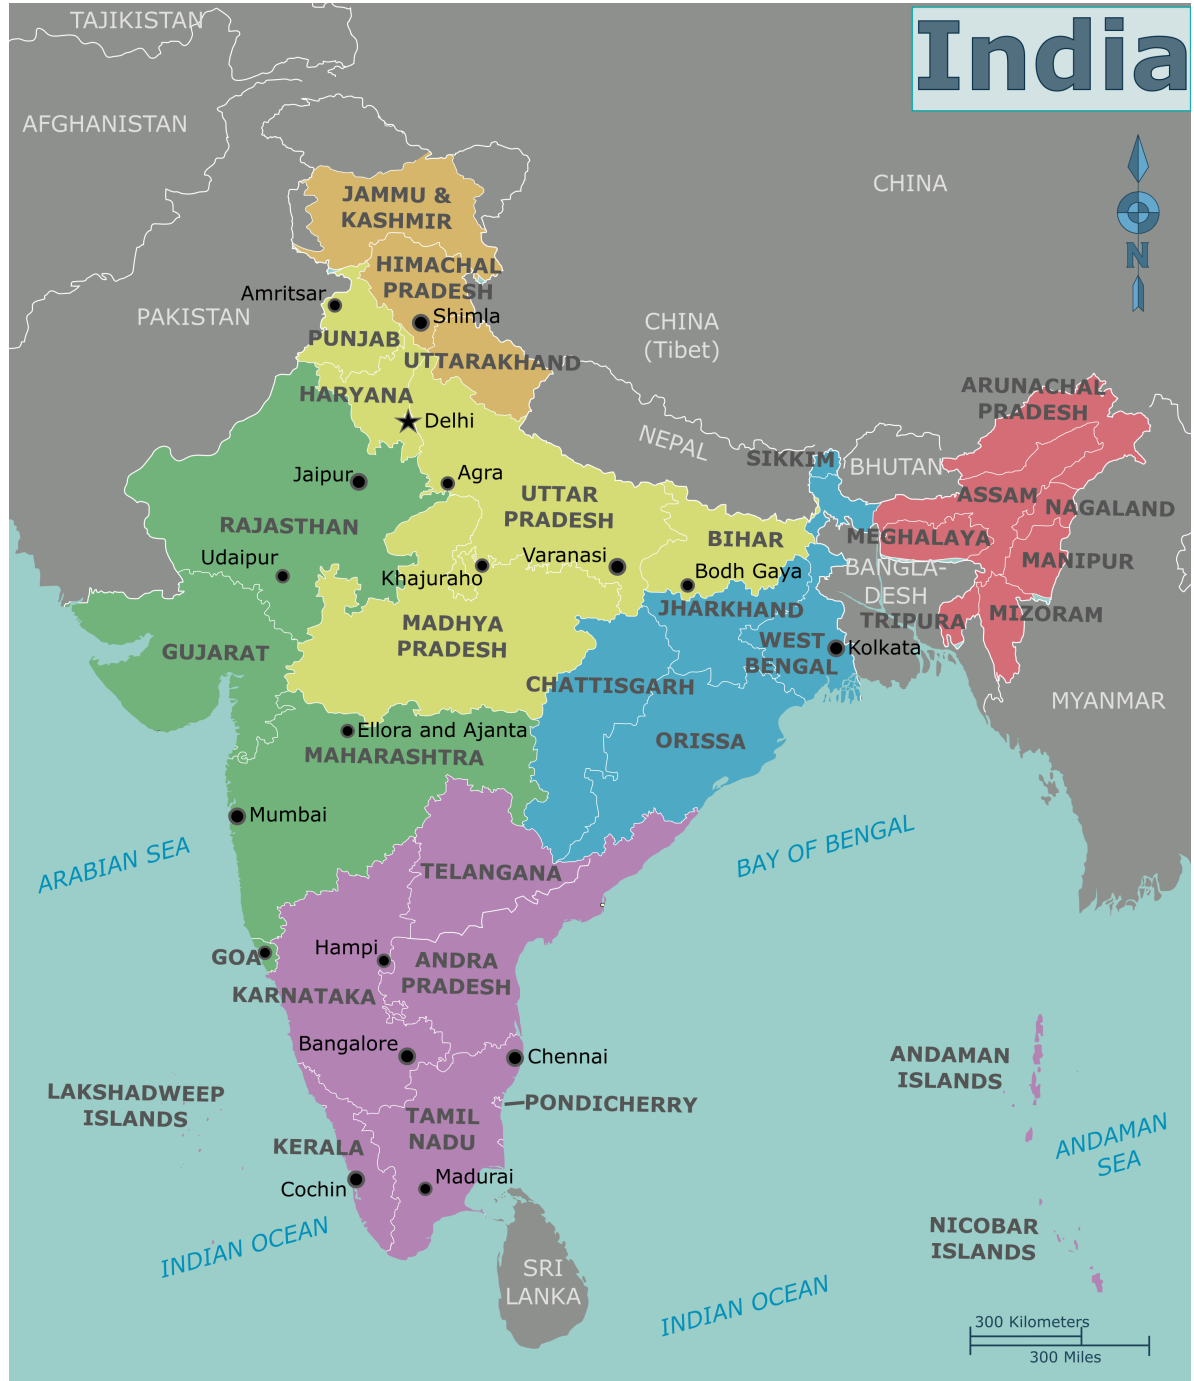 TAJIKISTAN
India
AFGHANISTAN
CHINA
JAMMU &
KASHMIR
N
HIMACHAL
PRADESH
Amritsar
PAKISTAN
Shimla
CHINA
(Tibet)
PUNJAB
UTTARAKHAND
HARYANA
ARUNACHAL
PRADESH
Delhi
NEPAL
SIKKIM
BHUTAN
Jaipur
Agra
UTTAR
PRADESH
ASSAM
NAGALAND
RAJASTHAN
BIHAR
MEGHALAYA
Udaipur
Varanasi
MANIPUR
Khajuraho
Bodh Gaya
BANGLA-
DESH
JHARKHAND
MIZORAM
TRIPURA
MADHYA
PRADESH
GUJARAT
WEST
BENGAL
Kolkata
CHATTISGARH
MYANMAR
Ellora and Ajanta
ORISSA
MAHARASHTRA
Mumbai
ARABIAN SEA
BAY OF BENGAL
TELANGANA
GOA
Hampi
ANDRA
PRADESH
KARNATAKA
Bangalore
Chennai
ANDAMAN
ISLANDS
LAKSHADWEEP
ISLANDS
PONDICHERRY
TAMIL
NADU
KERALA
ANDAMAN
SEA
Cochin
Madurai
INDIAN OCEAN
NICOBAR
ISLANDS
SRI
LANKA
INDIAN OCEAN
300 Kilometers
300 Miles